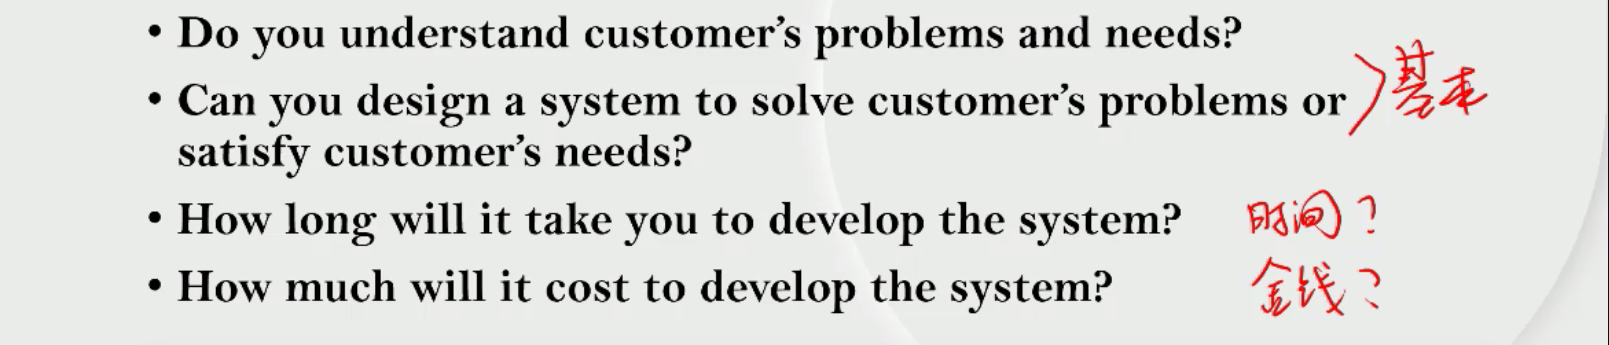 • Do you understand customer's problems and needs?
• Can you design a system to solve customer's problems or
基本
satisfy customer's needs?
• How long will it take you to develop the system? 时间?
• How much will it cost to develop the system? 金钱?